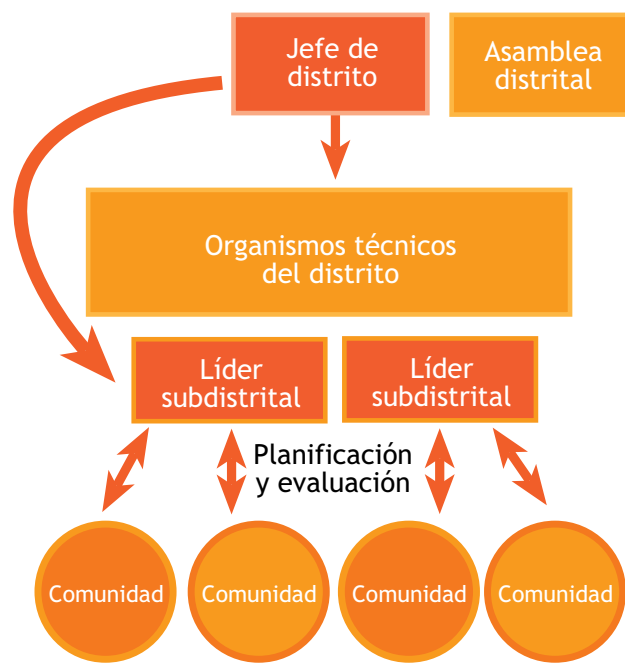 Jefe de
distrito
Asamblea
distrital
Organismos técnicos
del distrito
Líder
subdistrital
Líder
subdistrital
Planificación
y evaluación
Comunidad
Comunidad
Comunidad
Comunidad